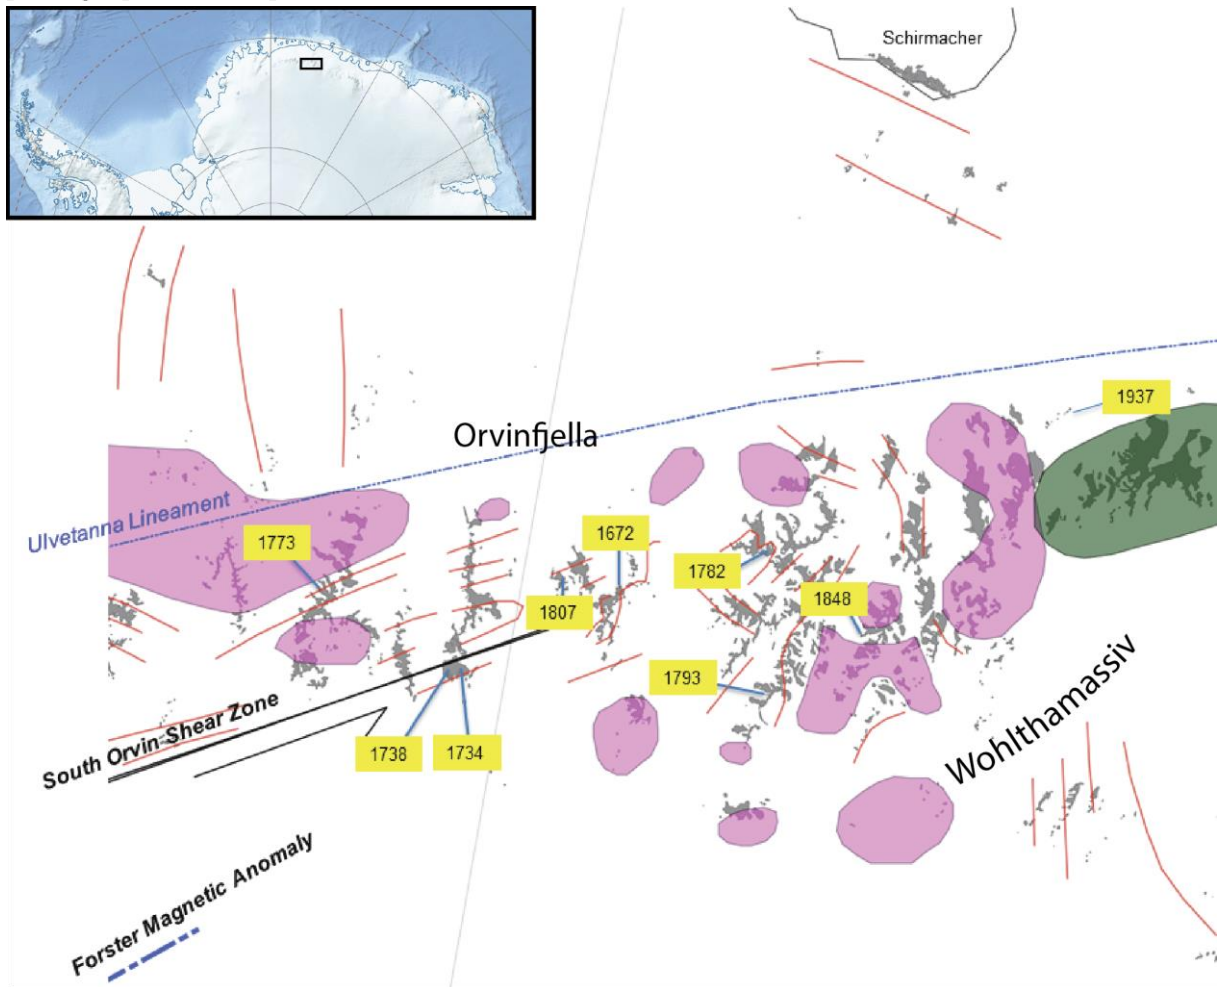 Schirmacher
1937
Orvinfjella
Ulvetanna Lineament
1773
1672
1782
1807
1848
1793
South Orvin Shear Zone
1738
1734
Wohlthamassiv
Forster Magnetic Anomaly